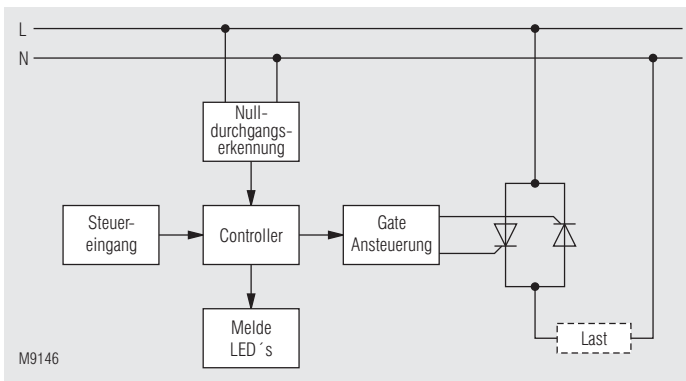 L
N
Null-
durchgangs-
erkennung
Steuer-
eingang
Controller
Gate
Ansteuerung
Melde
LED´s
Last
M9146